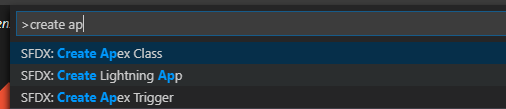 >create ap
SFDX: Create Apex Class
SFDX: Create Lightning App
SFDX: Create Apex Trigger